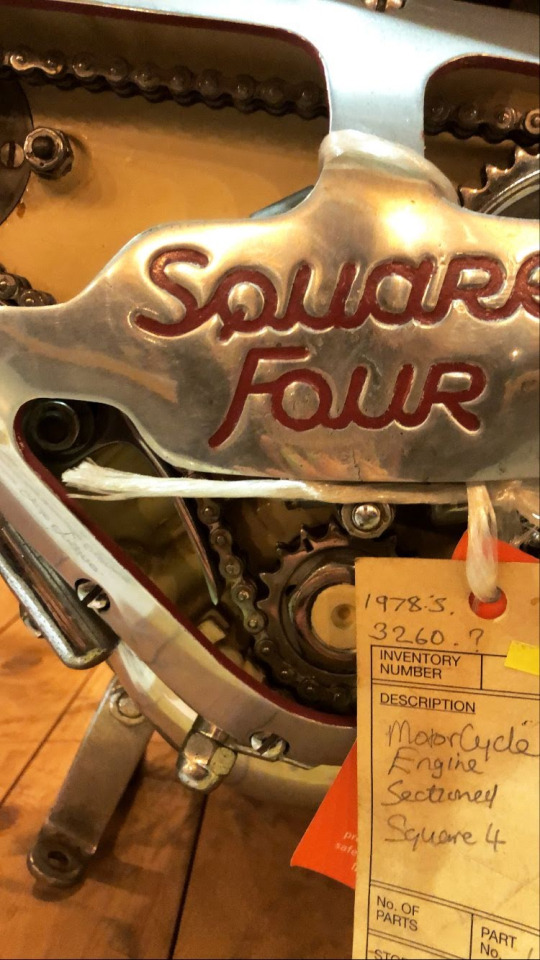 Square
Four
1978'S.
3260.?
INVENTORY
NUMBER
DESCRIPTION
MotorCycle
Engine
Sectioned
Square 4
No. OF
PARTS
PART
No.